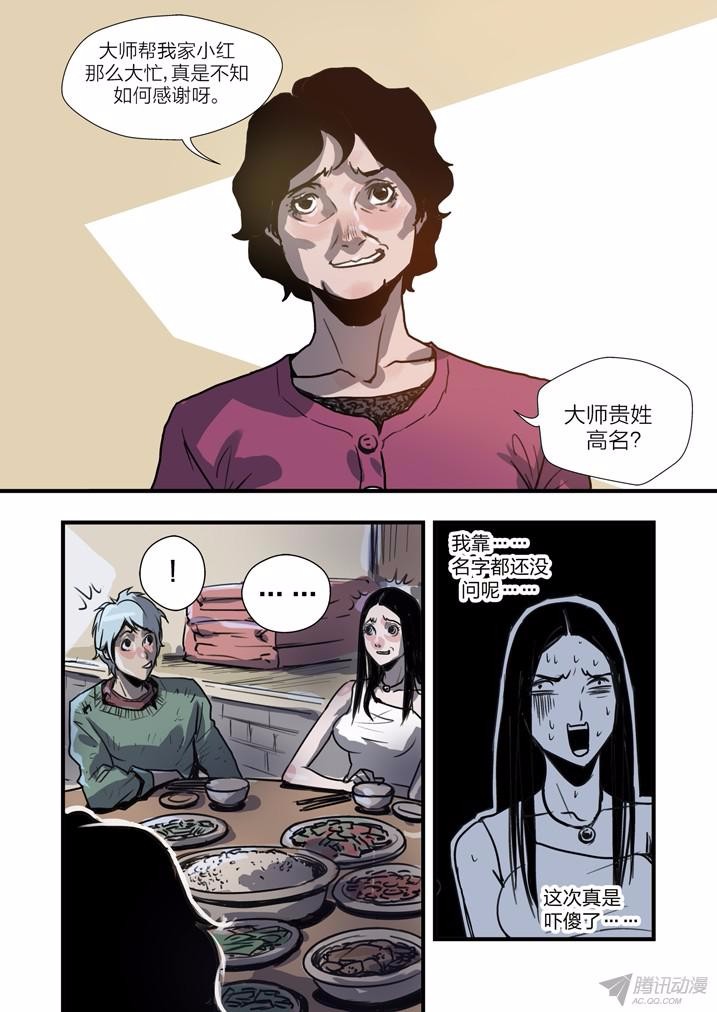 大师帮我家小红
那么大忙,真是不知
如何感谢呀。
大师贵姓
高名?
!
……
我靠……
名字都还没
问呢……
这次真是
吓傻了……
腾讯动漫
AC.QQ.COM